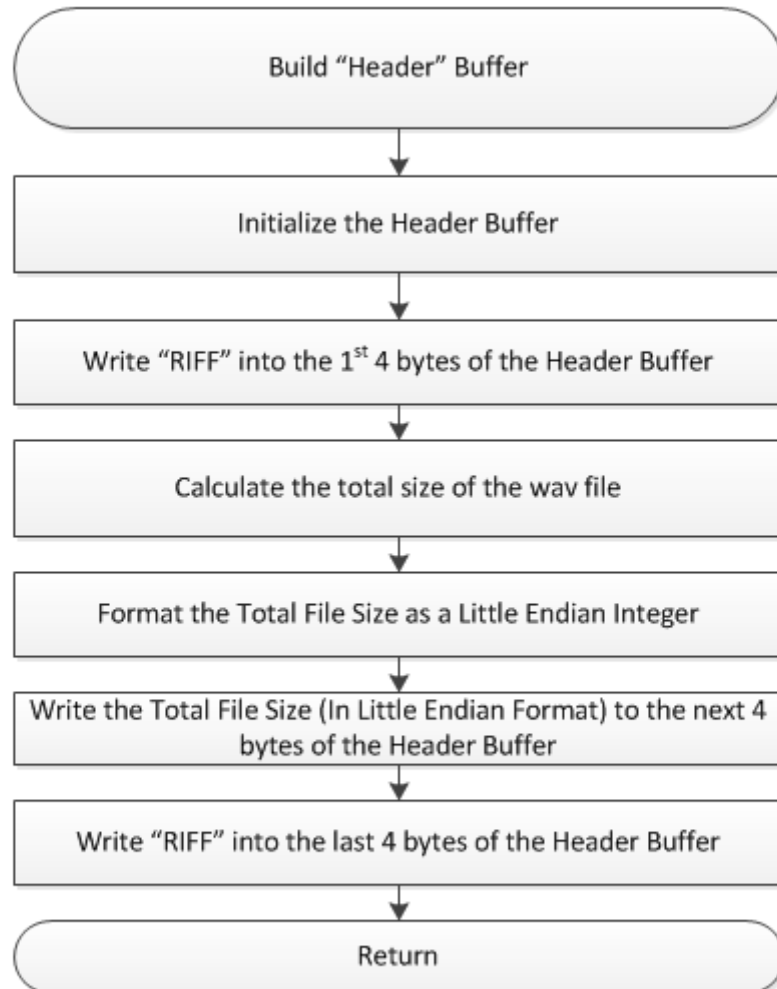 Build “Header” Buffer
Initialize the Header Buffer
Write “RIFF” into the 1st 4 bytes of the Header Buffer
Calculate the total size of the wav file
Format the Total File Size as a Little Endian Integer
Write the Total File Size (In Little Endian Format) to the next 4
bytes of the Header Buffer
Write “RIFF” into the last 4 bytes of the Header Buffer
Return